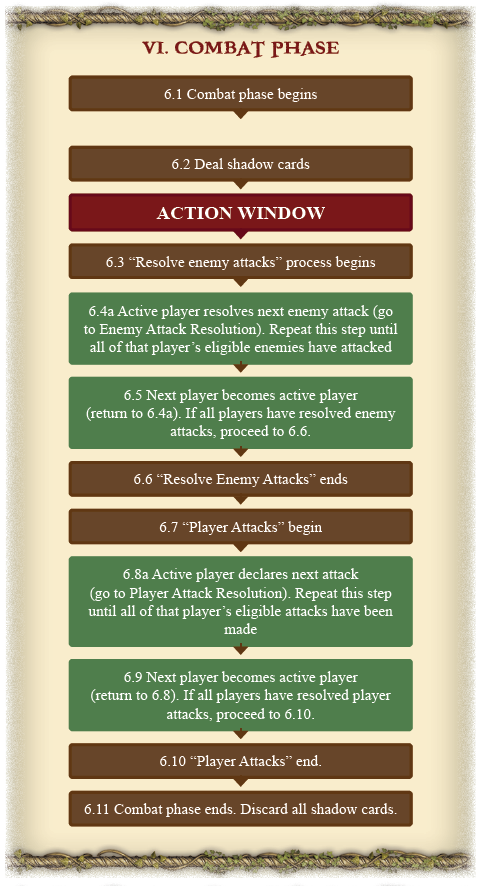 VI. COMBAT PHASE
6.1 Combat phase begins
6.2 Deal shadow cards
ACTION WINDOW
6.3 “Resolve enemy attacks” process begins
6.4a Active player resolves next enemy attack (go
to Enemy Attack Resolution). Repeat this step until
all of that player’s eligible enemies have attacked
6.5 Next player becomes active player
(return to 6.4a). If all players have resolved enemy
attacks, proceed to 6.6.
6.6 “Resolve Enemy Attacks” ends
6.7 “Player Attacks” begin
6.8a Active player declares next attack
(go to Player Attack Resolution). Repeat this step
until all of that player’s eligible attacks have been
made
6.9 Next player becomes active player
(return to 6.8). If all players have resolved player
attacks, proceed to 6.10.
6.10 “Player Attacks” end.
6.11 Combat phase ends. Discard all shadow cards.